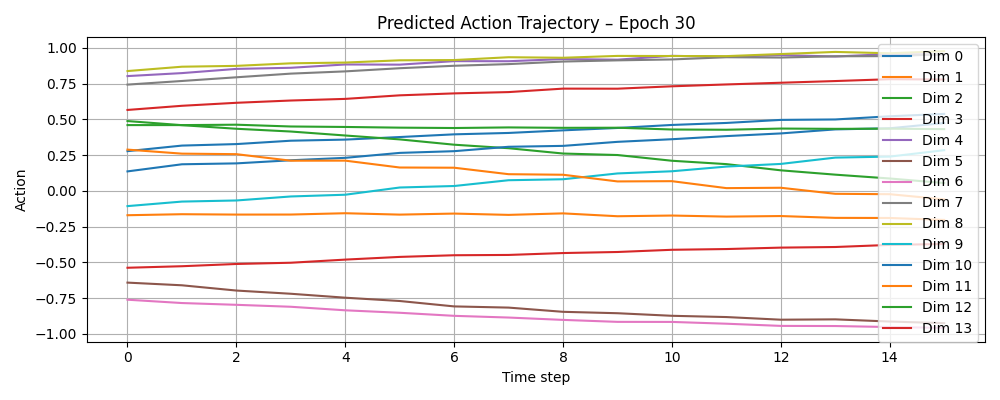 Predicted Action Trajectory – Epoch 30
1.00
0.75
0.50
0.25
0.00
−0.25
−0.50
−0.75
−1.00
Action
0 2 4 6 8 10 12 14
Time step
Dim 0
Dim 1
Dim 2
Dim 3
Dim 4
Dim 5
Dim 6
Dim 7
Dim 8
Dim 9
Dim 10
Dim 11
Dim 12
Dim 13